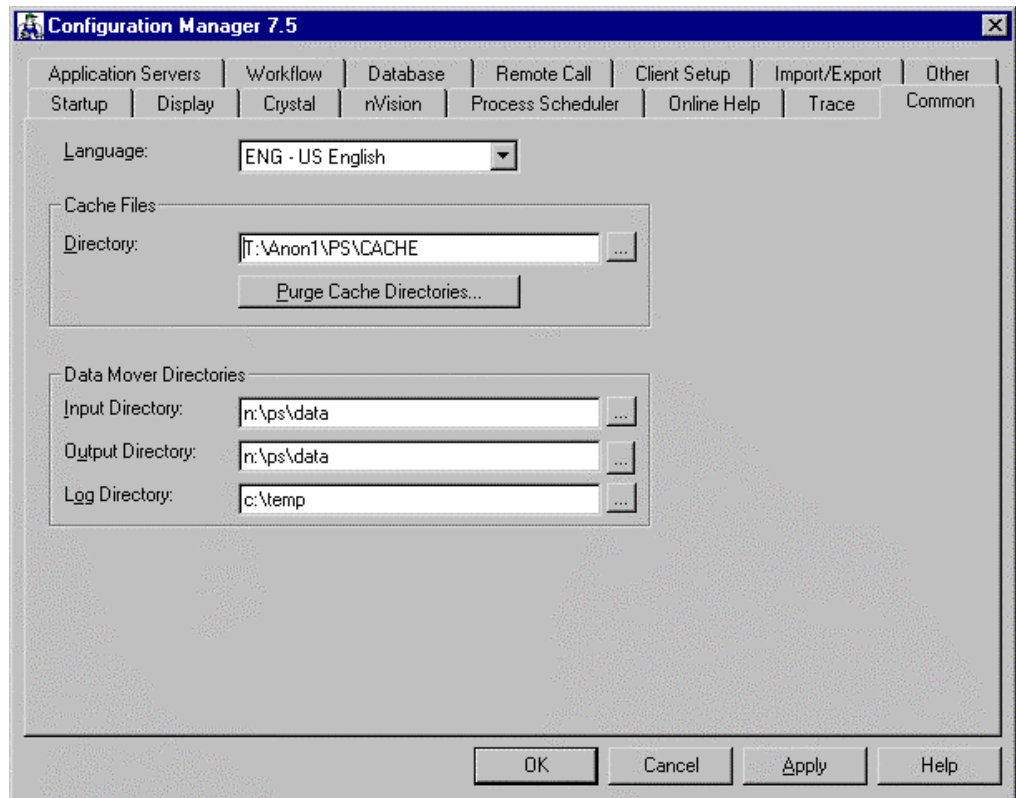 Configuration Manager 7.5
Application Servers Workflow Database Remote Call Client Setup Import/Export Other
Startup Display Crystal nVision Process Scheduler Online Help Trace Common
Language: ENG - US English
Cache Files
Directory: T:\Anon1\PS\CACHE ...
Purge Cache Directories...
Data Mover Directories
Input Directory: n:\ps\data ...
Output Directory: n:\ps\data ...
Log Directory: c:\temp ...
OK Cancel Apply Help